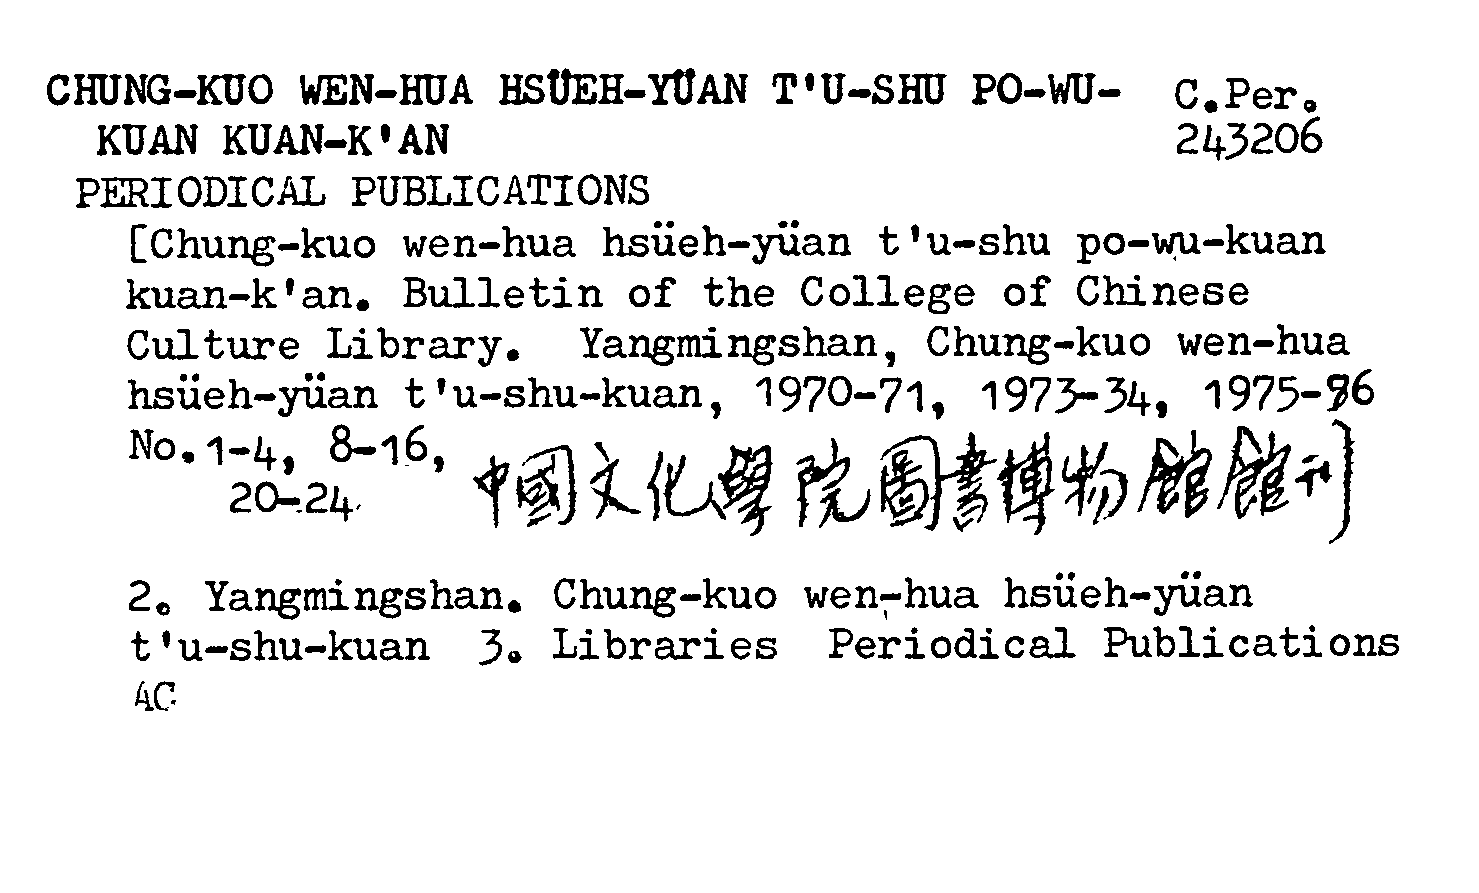 CHUNG-KUO WEN-HUA HSÜEH-YÜAN T'U-SHU PO-WU- C.Per.
KUAN KUAN-K'AN 243206
PERIODICAL PUBLICATIONS
[Chung-kuo wen-hua hsüeh-yüan t'u-shu po-wu-kuan
kuan-k'an. Bulletin of the College of Chinese
Culture Library. Yangmingshan, Chung-kuo wen-hua
hsüeh-yüan t'u-shu-kuan, 1970-71, 1973-34, 1975-76
No.1-4, 8-16,
20-24 中國文化學院圖書博物館館刊]
2. Yangmingshan. Chung-kuo wen-hua hsüeh-yüan
t'u-shu-kuan 3. Libraries Periodical Publications
AC